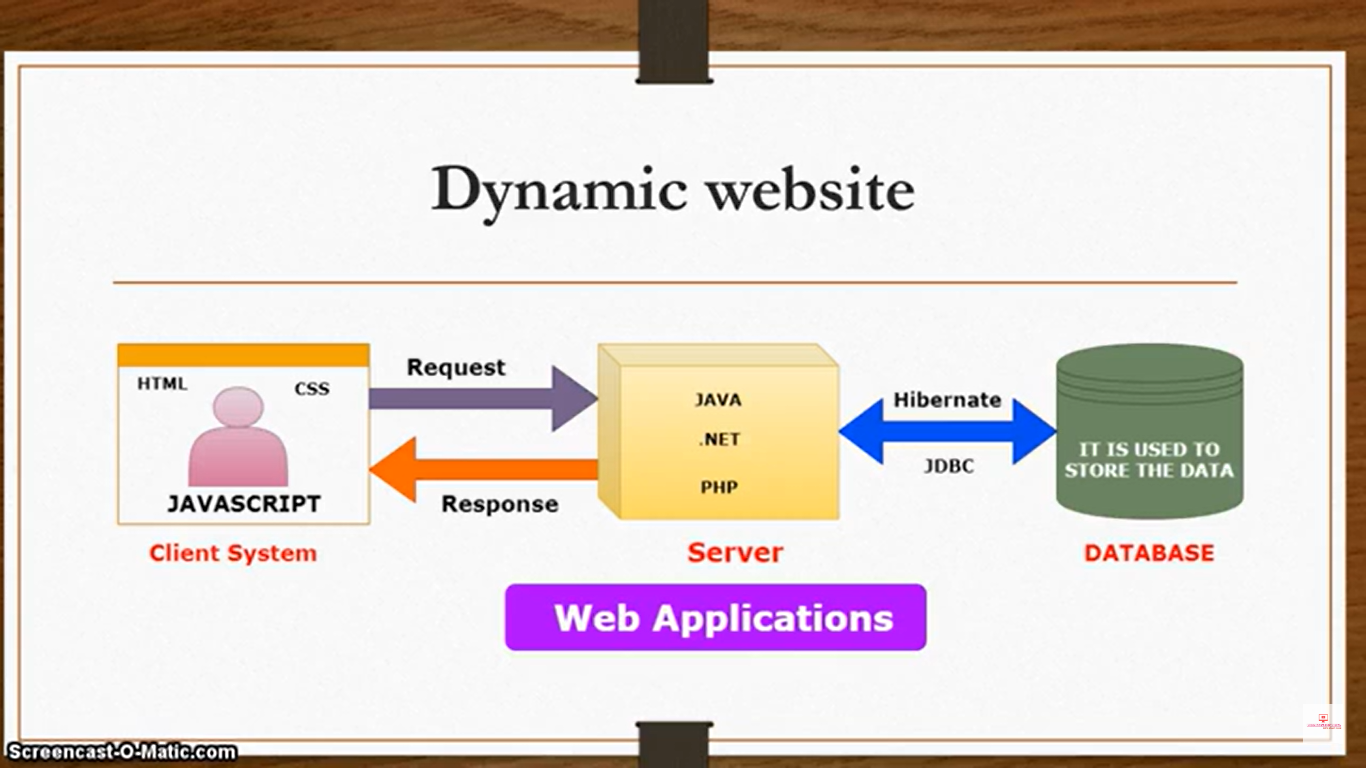 Dynamic website
HTML
CSS
JAVASCRIPT
Client System
Request
Response
JAVA
.NET
PHP
Server
Hibernate
JDBC
IT IS USED TO
STORE THE DATA
DATABASE
Web Applications
Screencast-O-Matic.com